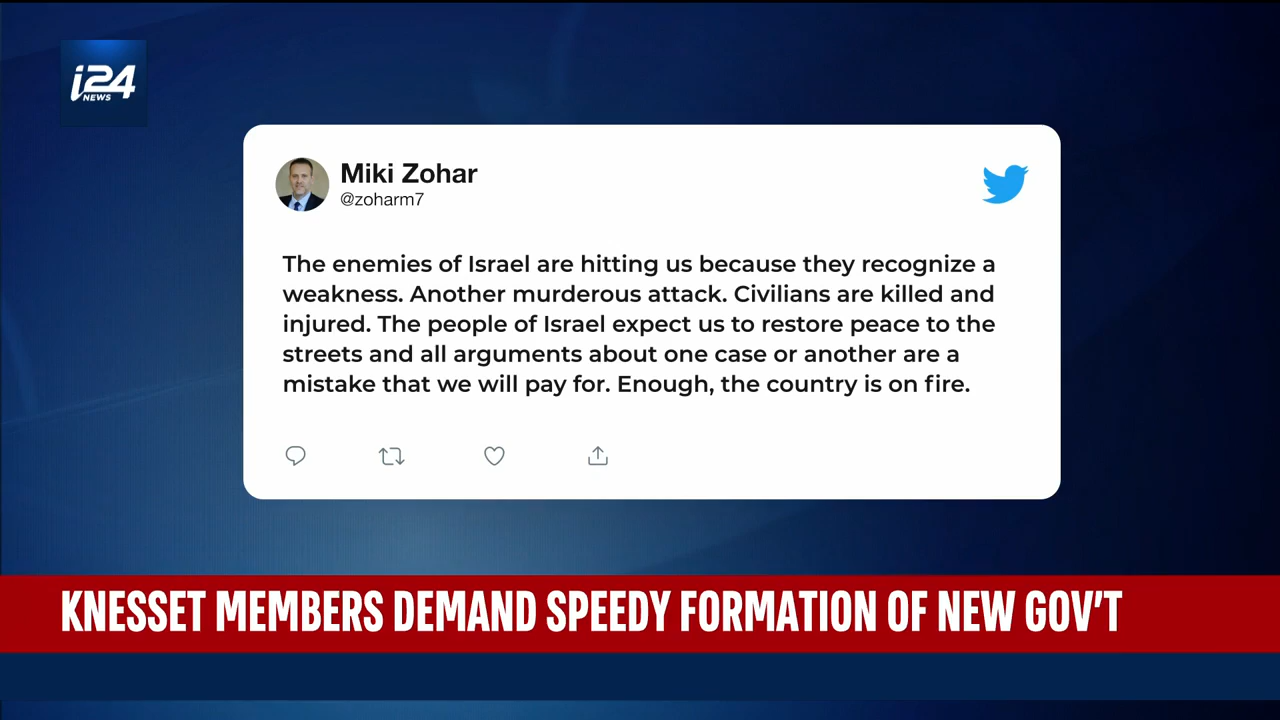 i24
NEWS
Miki Zohar
@zoharm7
The enemies of Israel are hitting us because they recognize a
weakness. Another murderous attack. Civilians are killed and
injured. The people of Israel expect us to restore peace to the
streets and all arguments about one case or another are a
mistake that we will pay for. Enough, the country is on fire.
KNESSET MEMBERS DEMAND SPEEDY FORMATION OF NEW GOV'T